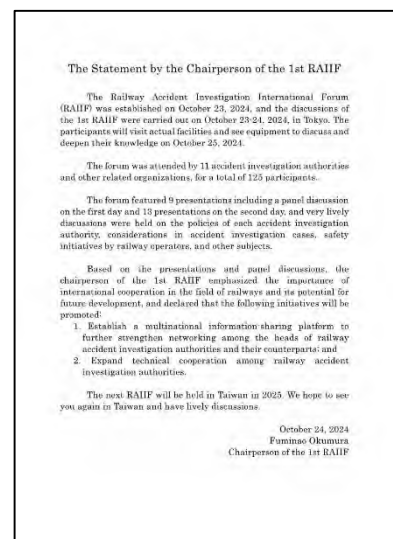 The Statement by the Chairperson of the 1st RAIIF
The Railway Accident Investigation International Forum
(RAIIF) was established on October 23, 2024, and the discussions of
the 1st RAIIF were carried out on October 23-24, 2024, in Tokyo. The
participants will visit actual facilities and see equipment to discuss and
deepen their knowledge on October 25, 2024.
The forum was attended by 11 accident investigation authorities
and other related organizations, for a total of 125 participants.
The forum featured 9 presentations including a panel discussion
on the first day and 13 presentations on the second day, and very lively
discussions were held on the policies of each accident investigation
authority, considerations in accident investigation cases, safety
initiatives by railway operators, and other subjects.
Based on the presentations and panel discussions, the
chairperson of the 1st RAIIF emphasized the importance of
international cooperation in the field of railways and its potential for
future development, and declared that the following initiatives will be
promoted:
1. Establish a multinational information-sharing platform to
further strengthen networking among the heads of railway
accident investigation authorities and their counterparts; and
2. Expand technical cooperation among railway accident
investigation authorities.
The next RAIIF will be held in Taiwan in 2025. We hope to see
you again in Taiwan and have lively discussions.
October 24, 2024
Fuminao Okumura
Chairperson of the 1st RAIIF